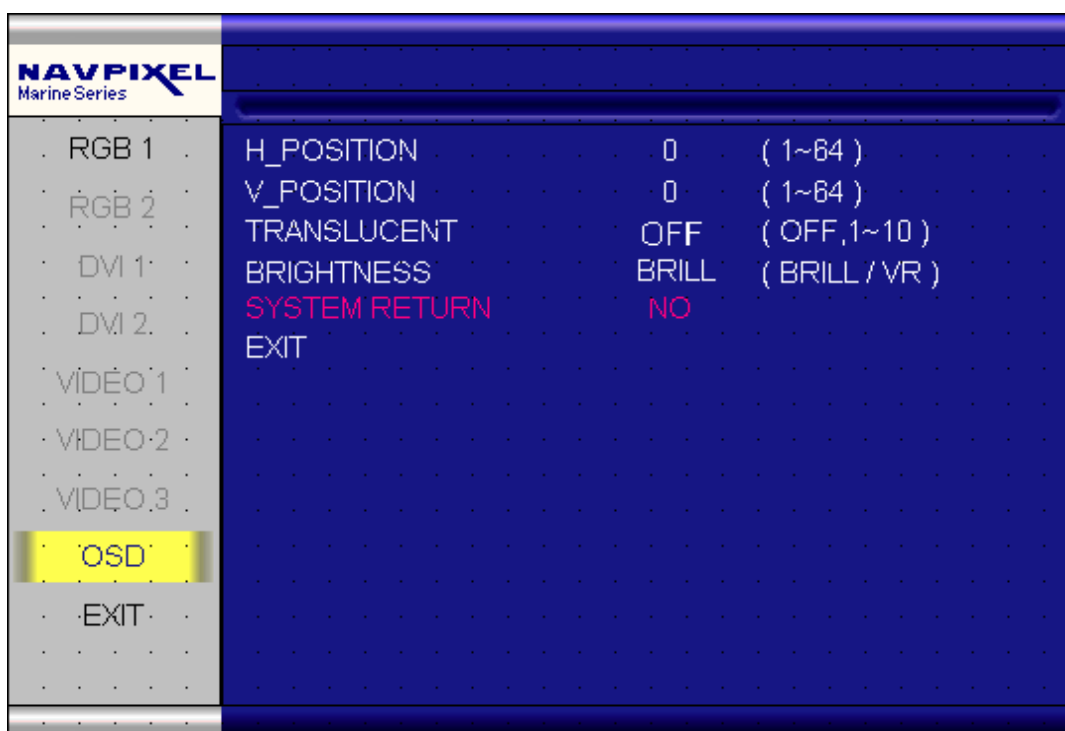 NAVPIXEL
Marine Series
RGB 1
RGB 2
DVI 1
DVI 2
VIDEO 1
VIDEO 2
VIDEO 3
OSD
EXIT
H_POSITION 0 ( 1~64 )
V_POSITION 0 ( 1~64 )
TRANSLUCENT OFF ( OFF,1~10 )
BRIGHTNESS BRILL ( BRILL / VR )
SYSTEM RETURN NO
EXIT